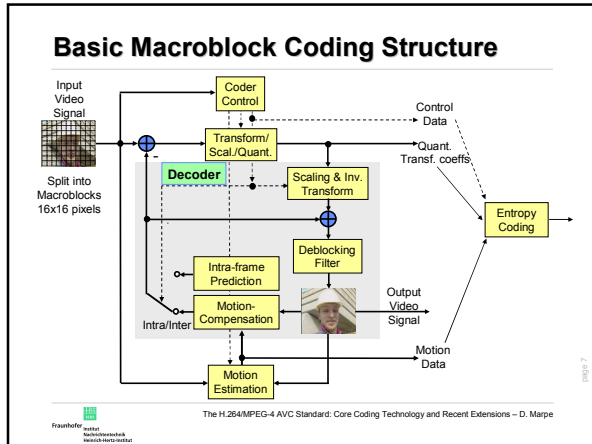 Basic Macroblock Coding Structure
Input
Video
Signal
Split into
Macroblocks
16x16 pixels
Coder
Control
Transform/
Scal./Quant.
-
Decoder
Scaling & Inv.
Transform
Control
Data
Quant.
Transf. coeffs
Entropy
Coding
Deblocking
Filter
Intra-frame
Prediction
Motion-
Compensation
Intra/Inter
Output
Video
Signal
Motion
Data
Motion
Estimation
page 7
Fraunhofer
Institut
Nachrichtentechnik
Heinrich-Hertz-Institut
The H.264/MPEG-4 AVC Standard: Core Coding Technology and Recent Extensions – D. Marpe